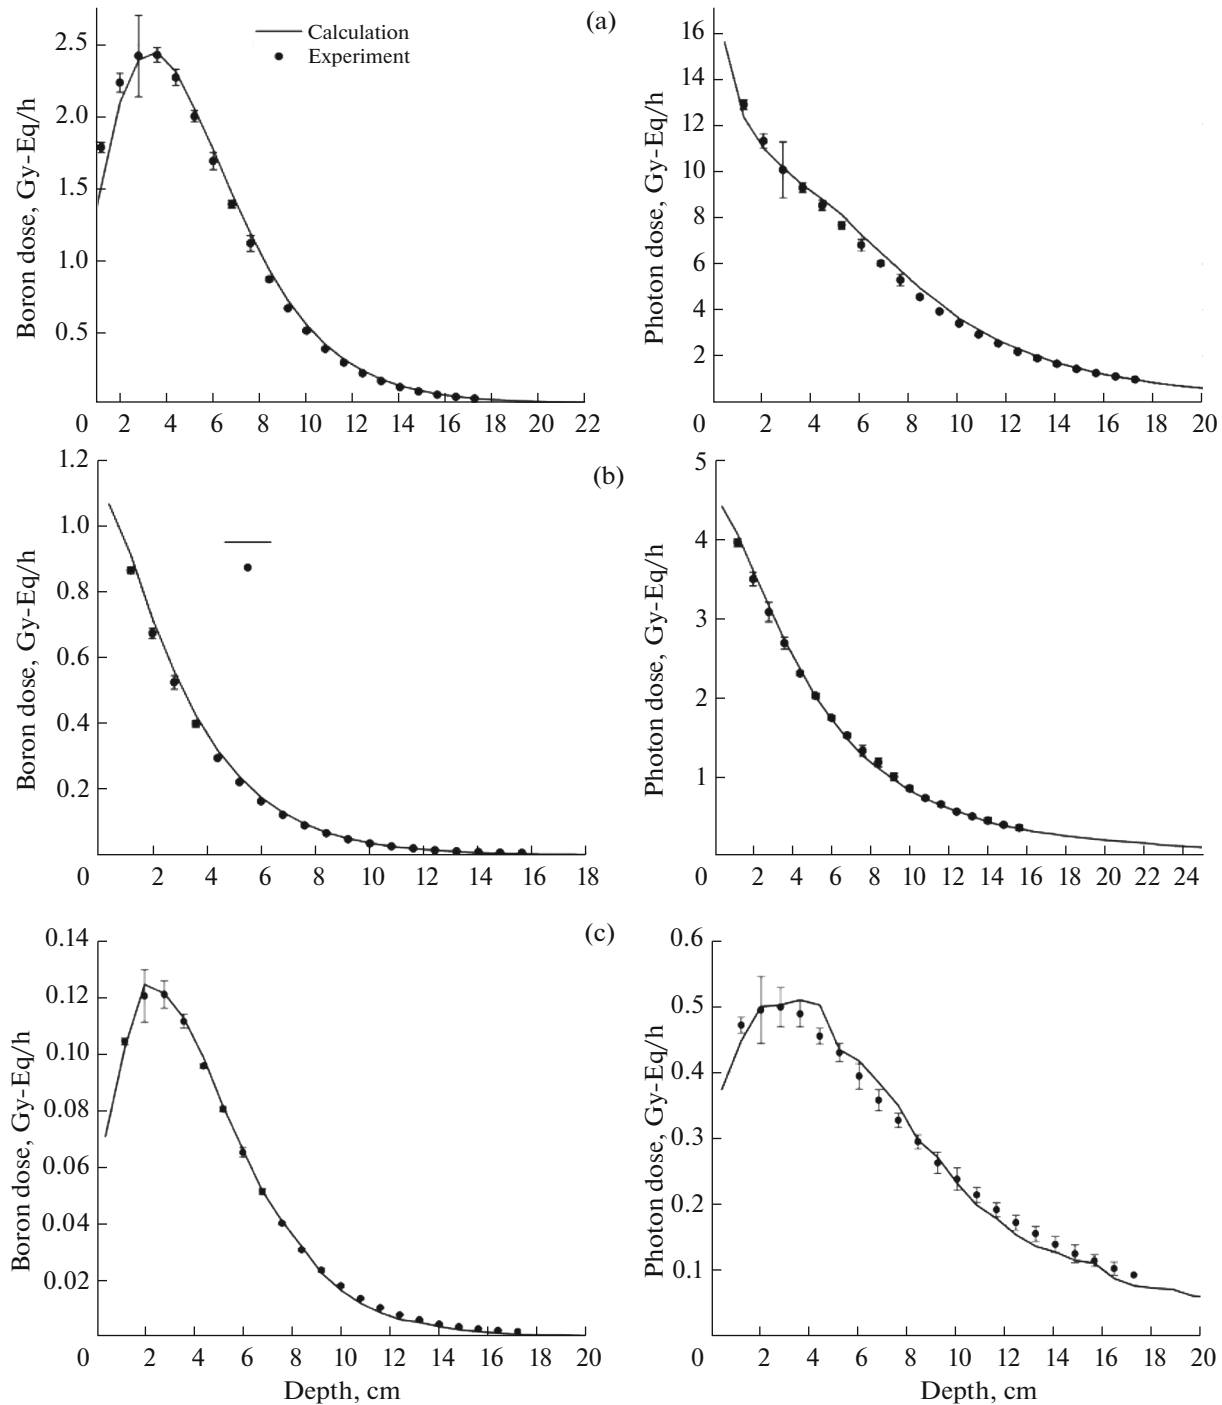 (a)
Calculation
Experiment
Boron dose, Gy-Eq/h
2.5
2.0
1.5
1.0
0.5
0 2 4 6 8 10 12 14 16 18 20 22
Photon dose, Gy-Eq/h
16
14
12
10
8
6
4
2
0 2 4 6 8 10 12 14 16 18 20
(b)
Boron dose, Gy-Eq/h
1.2
1.0
0.8
0.6
0.4
0.2
0 2 4 6 8 10 12 14 16 18
Photon dose, Gy-Eq/h
5
4
3
2
1
0 2 4 6 8 10 12 14 16 18 20 22 24
(c)
Boron dose, Gy-Eq/h
0.14
0.12
0.10
0.08
0.06
0.04
0.02
0 2 4 6 8 10 12 14 16 18 20
Depth, cm
Photon dose, Gy-Eq/h
0.6
0.5
0.4
0.3
0.2
0.1
0 2 4 6 8 10 12 14 16 18 20
Depth, cm